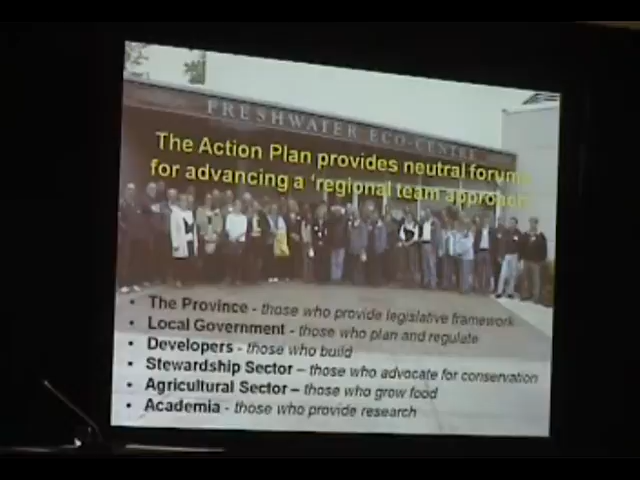 FRESHWATER ECO-CENTRE
The Action Plan provides neutral forums
for advancing a 'regional team approach'
• The Province - those who provide legislative framework
• Local Government - those who plan and regulate
• Developers - those who build
• Stewardship Sector – those who advocate for conservation
• Agricultural Sector – those who grow food
• Academia - those who provide research